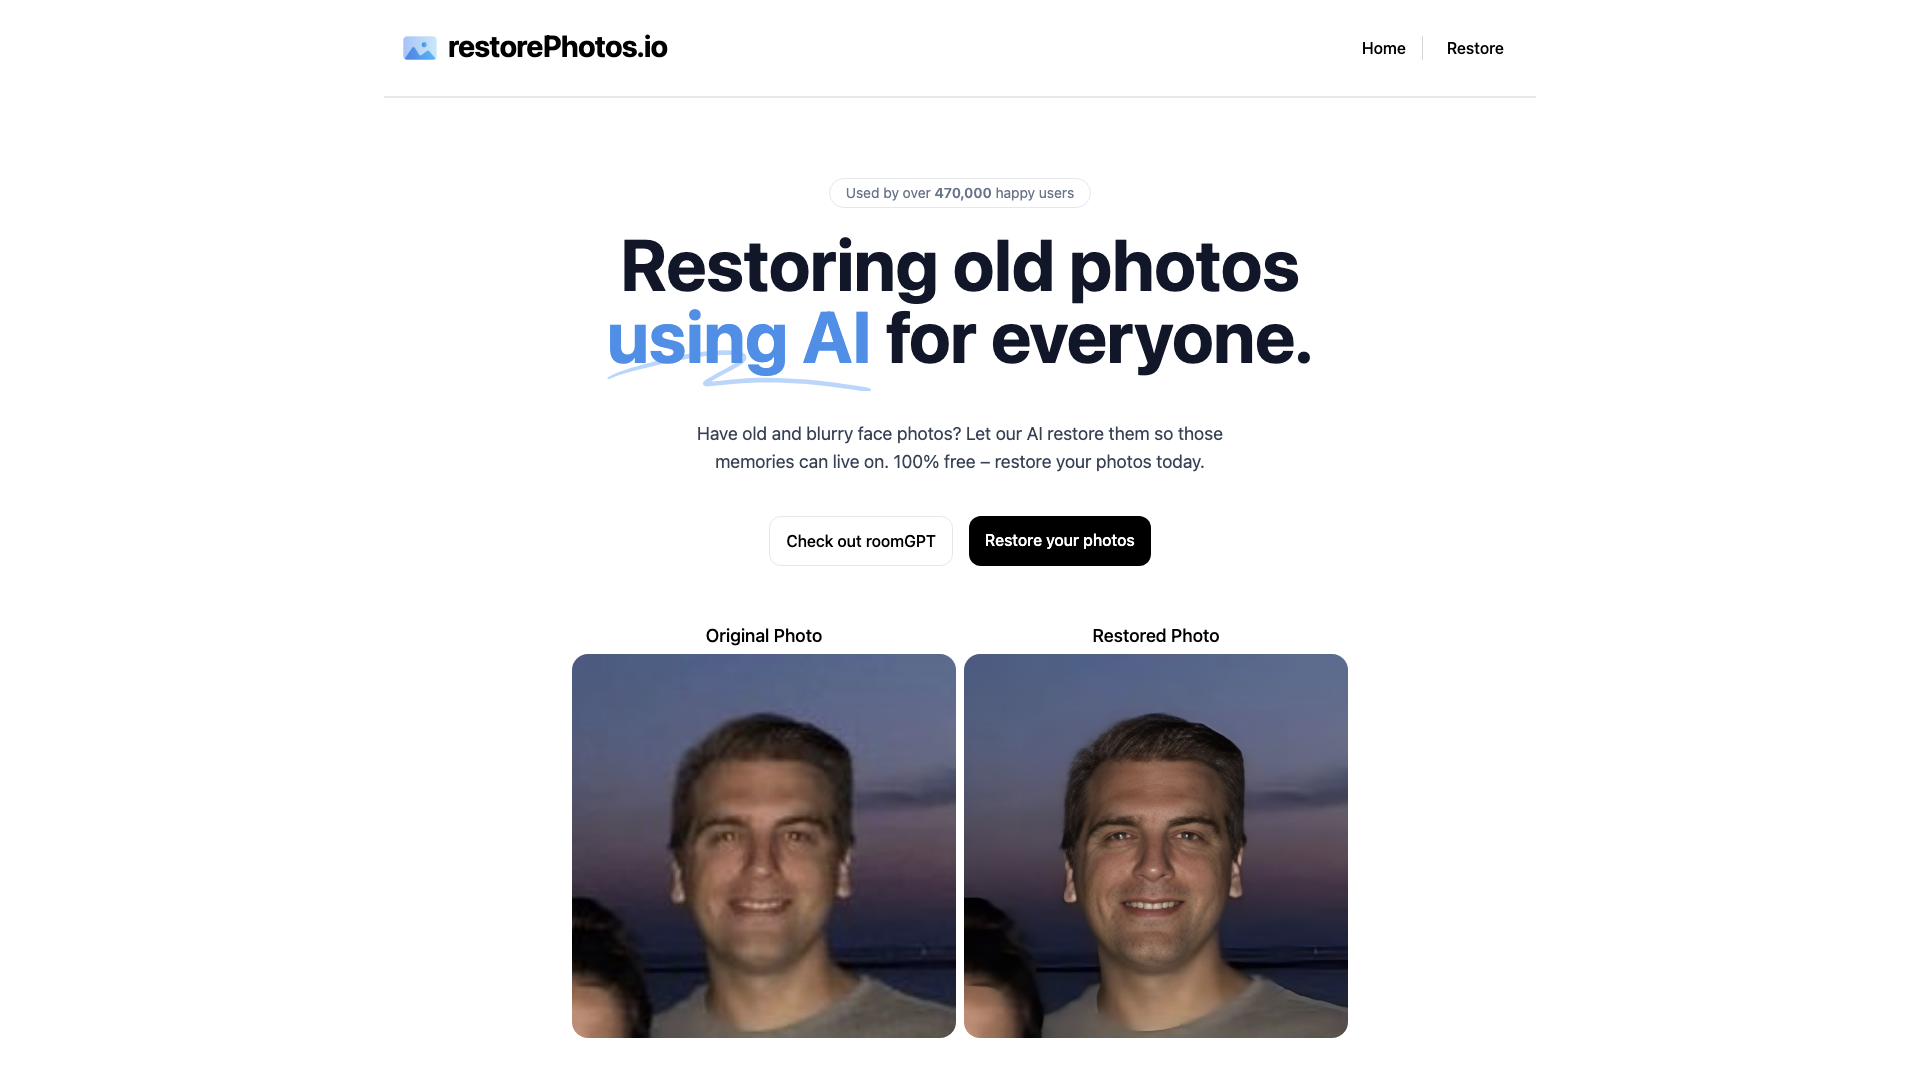 restorePhotos.io
Home
Restore
Used by over 470,000 happy users
Restoring old photos
using AI for everyone.
Have old and blurry face photos? Let our AI restore them so those
memories can live on. 100% free – restore your photos today.
Check out roomGPT
Restore your photos
Original Photo
Restored Photo